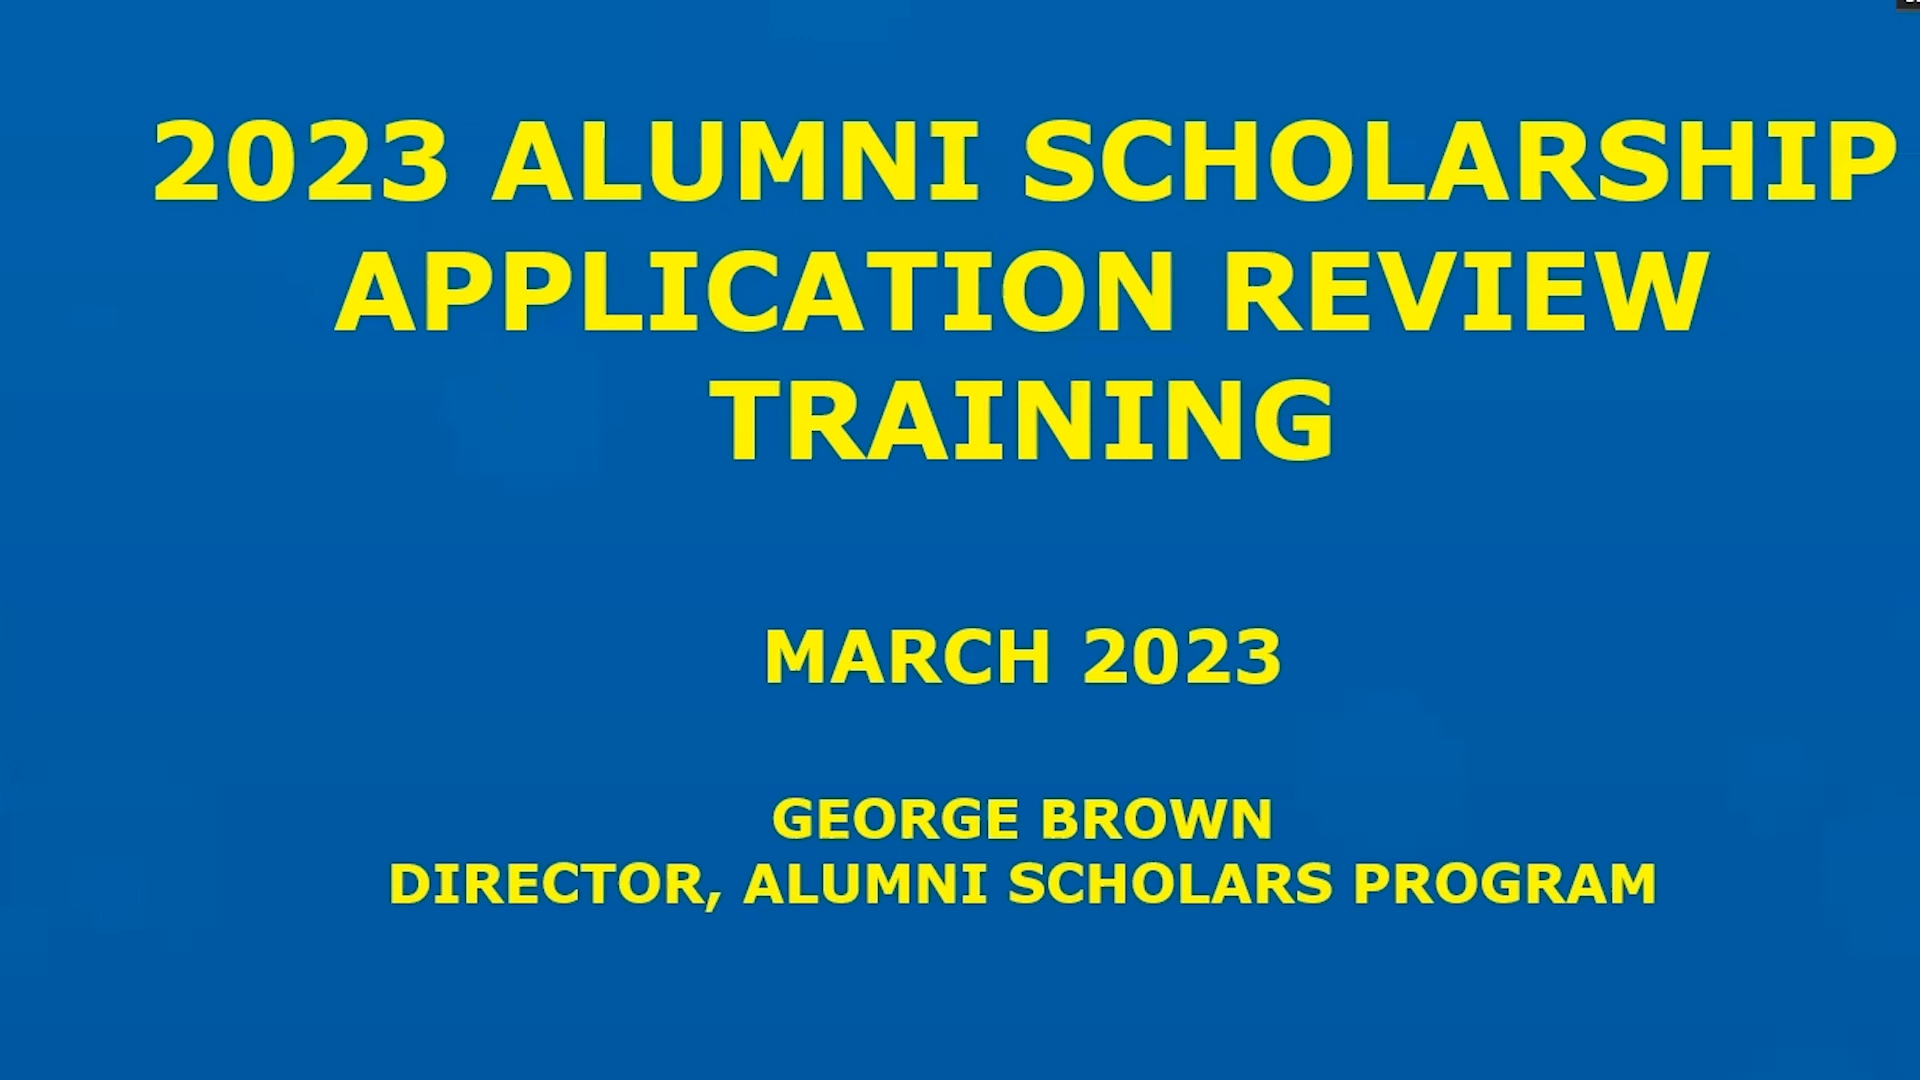 2023 ALUMNI SCHOLARSHIP
APPLICATION REVIEW
TRAINING
MARCH 2023
GEORGE BROWN
DIRECTOR, ALUMNI SCHOLARS PROGRAM